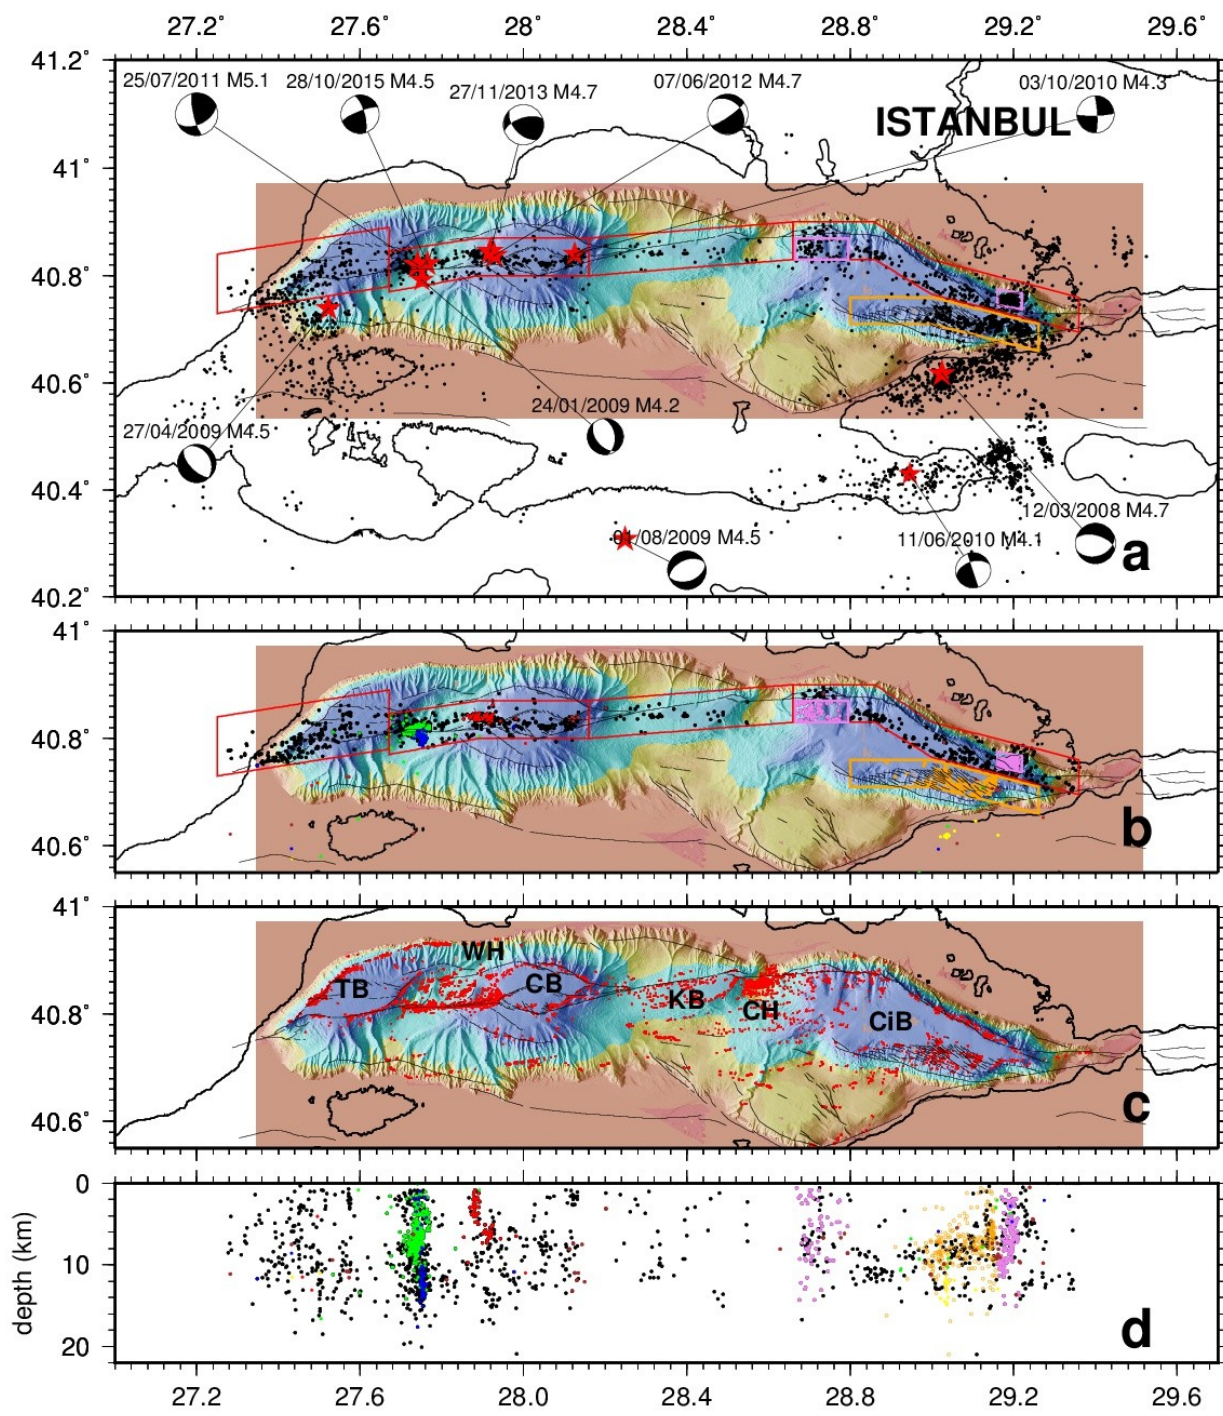 27.2° 27.6° 28° 28.4° 28.8° 29.2° 29.6°
41.2°
25/07/2011 M5.1 28/10/2015 M4.5 27/11/2013 M4.7 07/06/2012 M4.7 03/10/2010 M4.3
ISTANBUL
41°
40.8°
40.6°
24/01/2009 M4.2
27/04/2009 M4.5
40.4°
12/03/2008 M4.7
/08/2009 M4.5 11/06/2010 M4.1
a
40.2°
41°
40.8°
b
40.6°
41°
WH
TB CB KB CH CiB
40.8°
c
40.6°
0
depth (km)
10
d
20
27.2 27.6 28.0 28.4 28.8 29.2 29.6